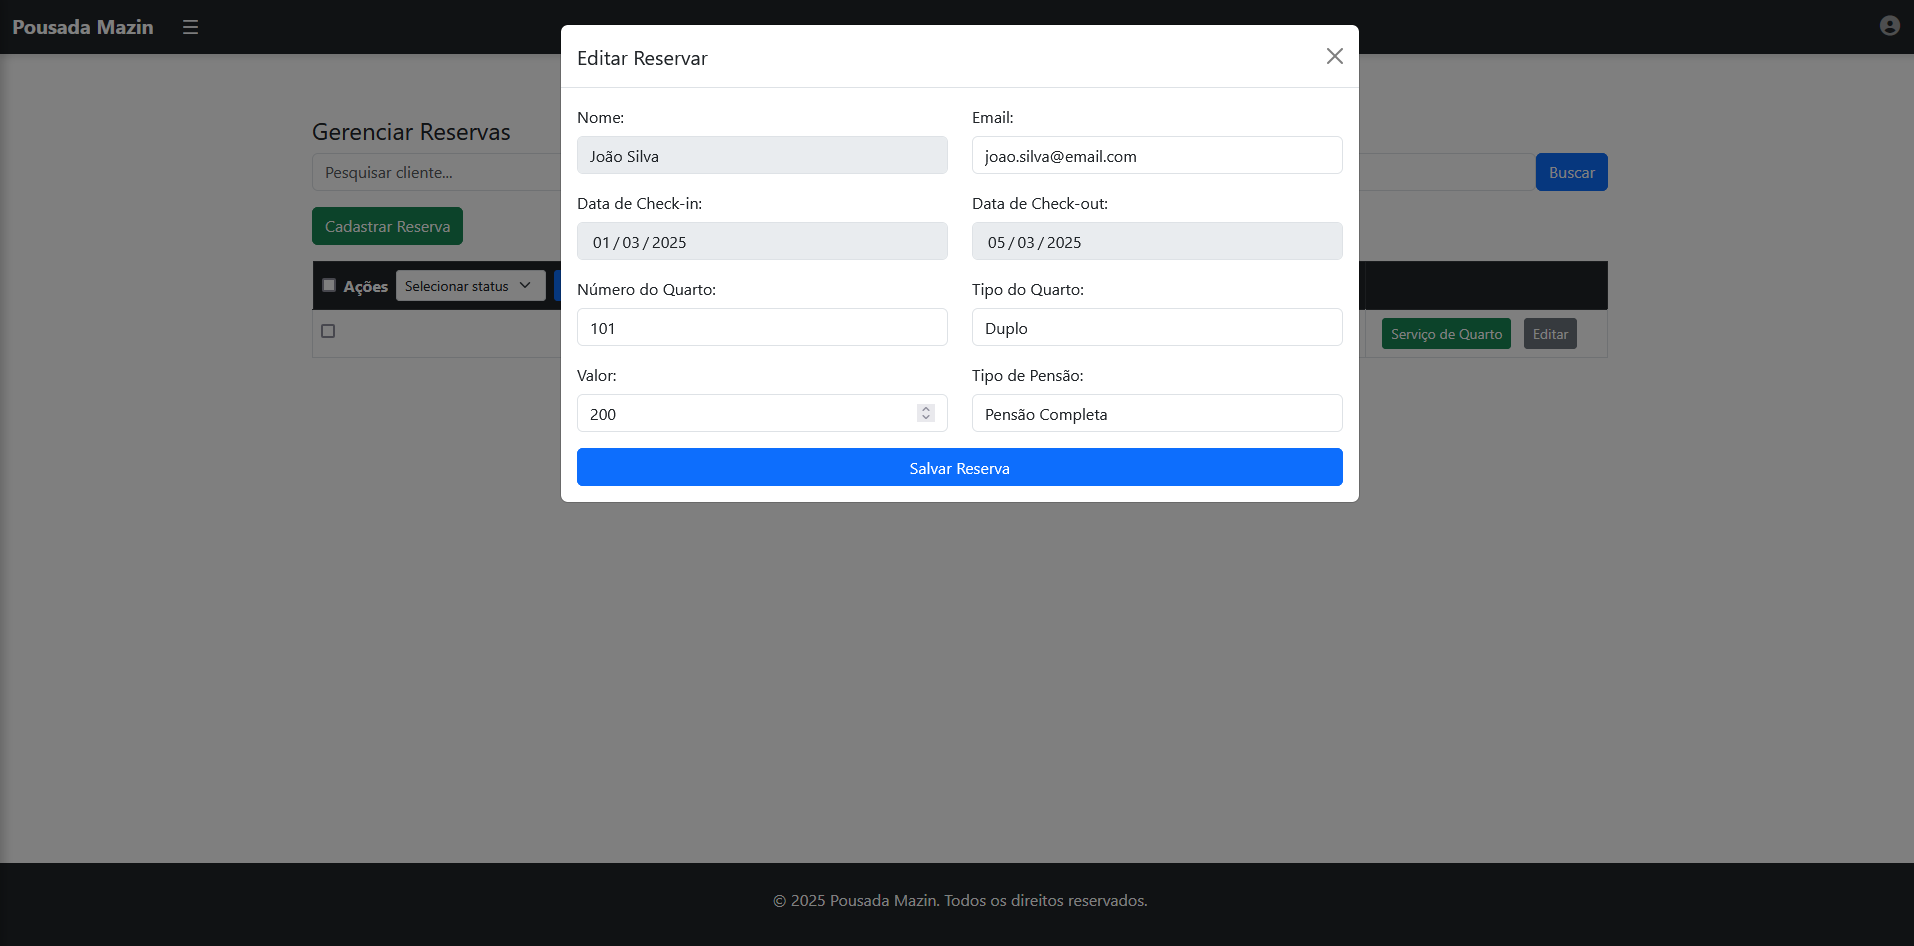 Pousada Mazin
Editar Reservar
Nome:
Email:
João Silva
joao.silva@email.com
Data de Check-in:
Data de Check-out:
01/03/2025
05/03/2025
Número do Quarto:
Tipo do Quarto:
101
Duplo
Valor:
Tipo de Pensão:
200
Pensão Completa
Salvar Reserva
Gerenciar Reservas
Pesquisar cliente...
Buscar
Cadastrar Reserva
Ações
Selecionar status
Serviço de Quarto
Editar
© 2025 Pousada Mazin. Todos os direitos reservados.